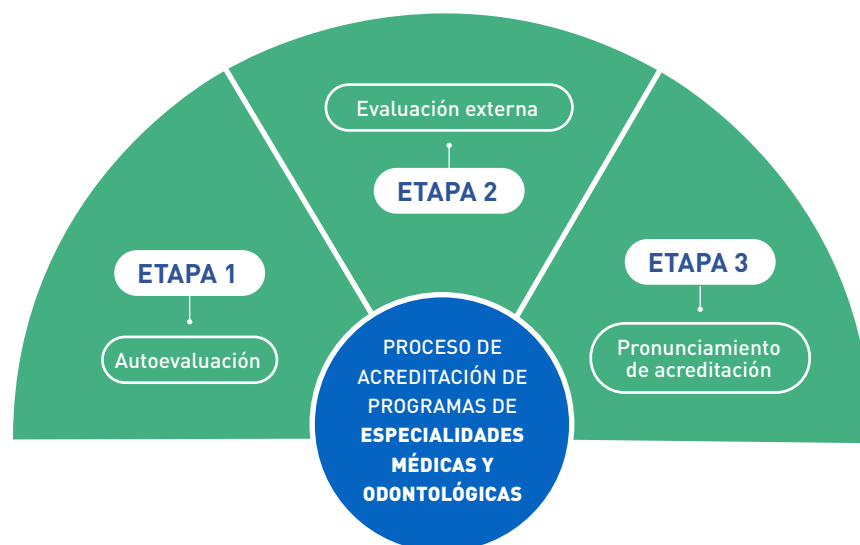 ETAPA 1
Autoevaluación
Evaluación externa
ETAPA 2
ETAPA 3
Pronunciamiento
de acreditación
PROCESO DE
ACREDITACIÓN DE
PROGRAMAS DE
ESPECIALIDADES
MÉDICAS Y
ODONTOLÓGICAS